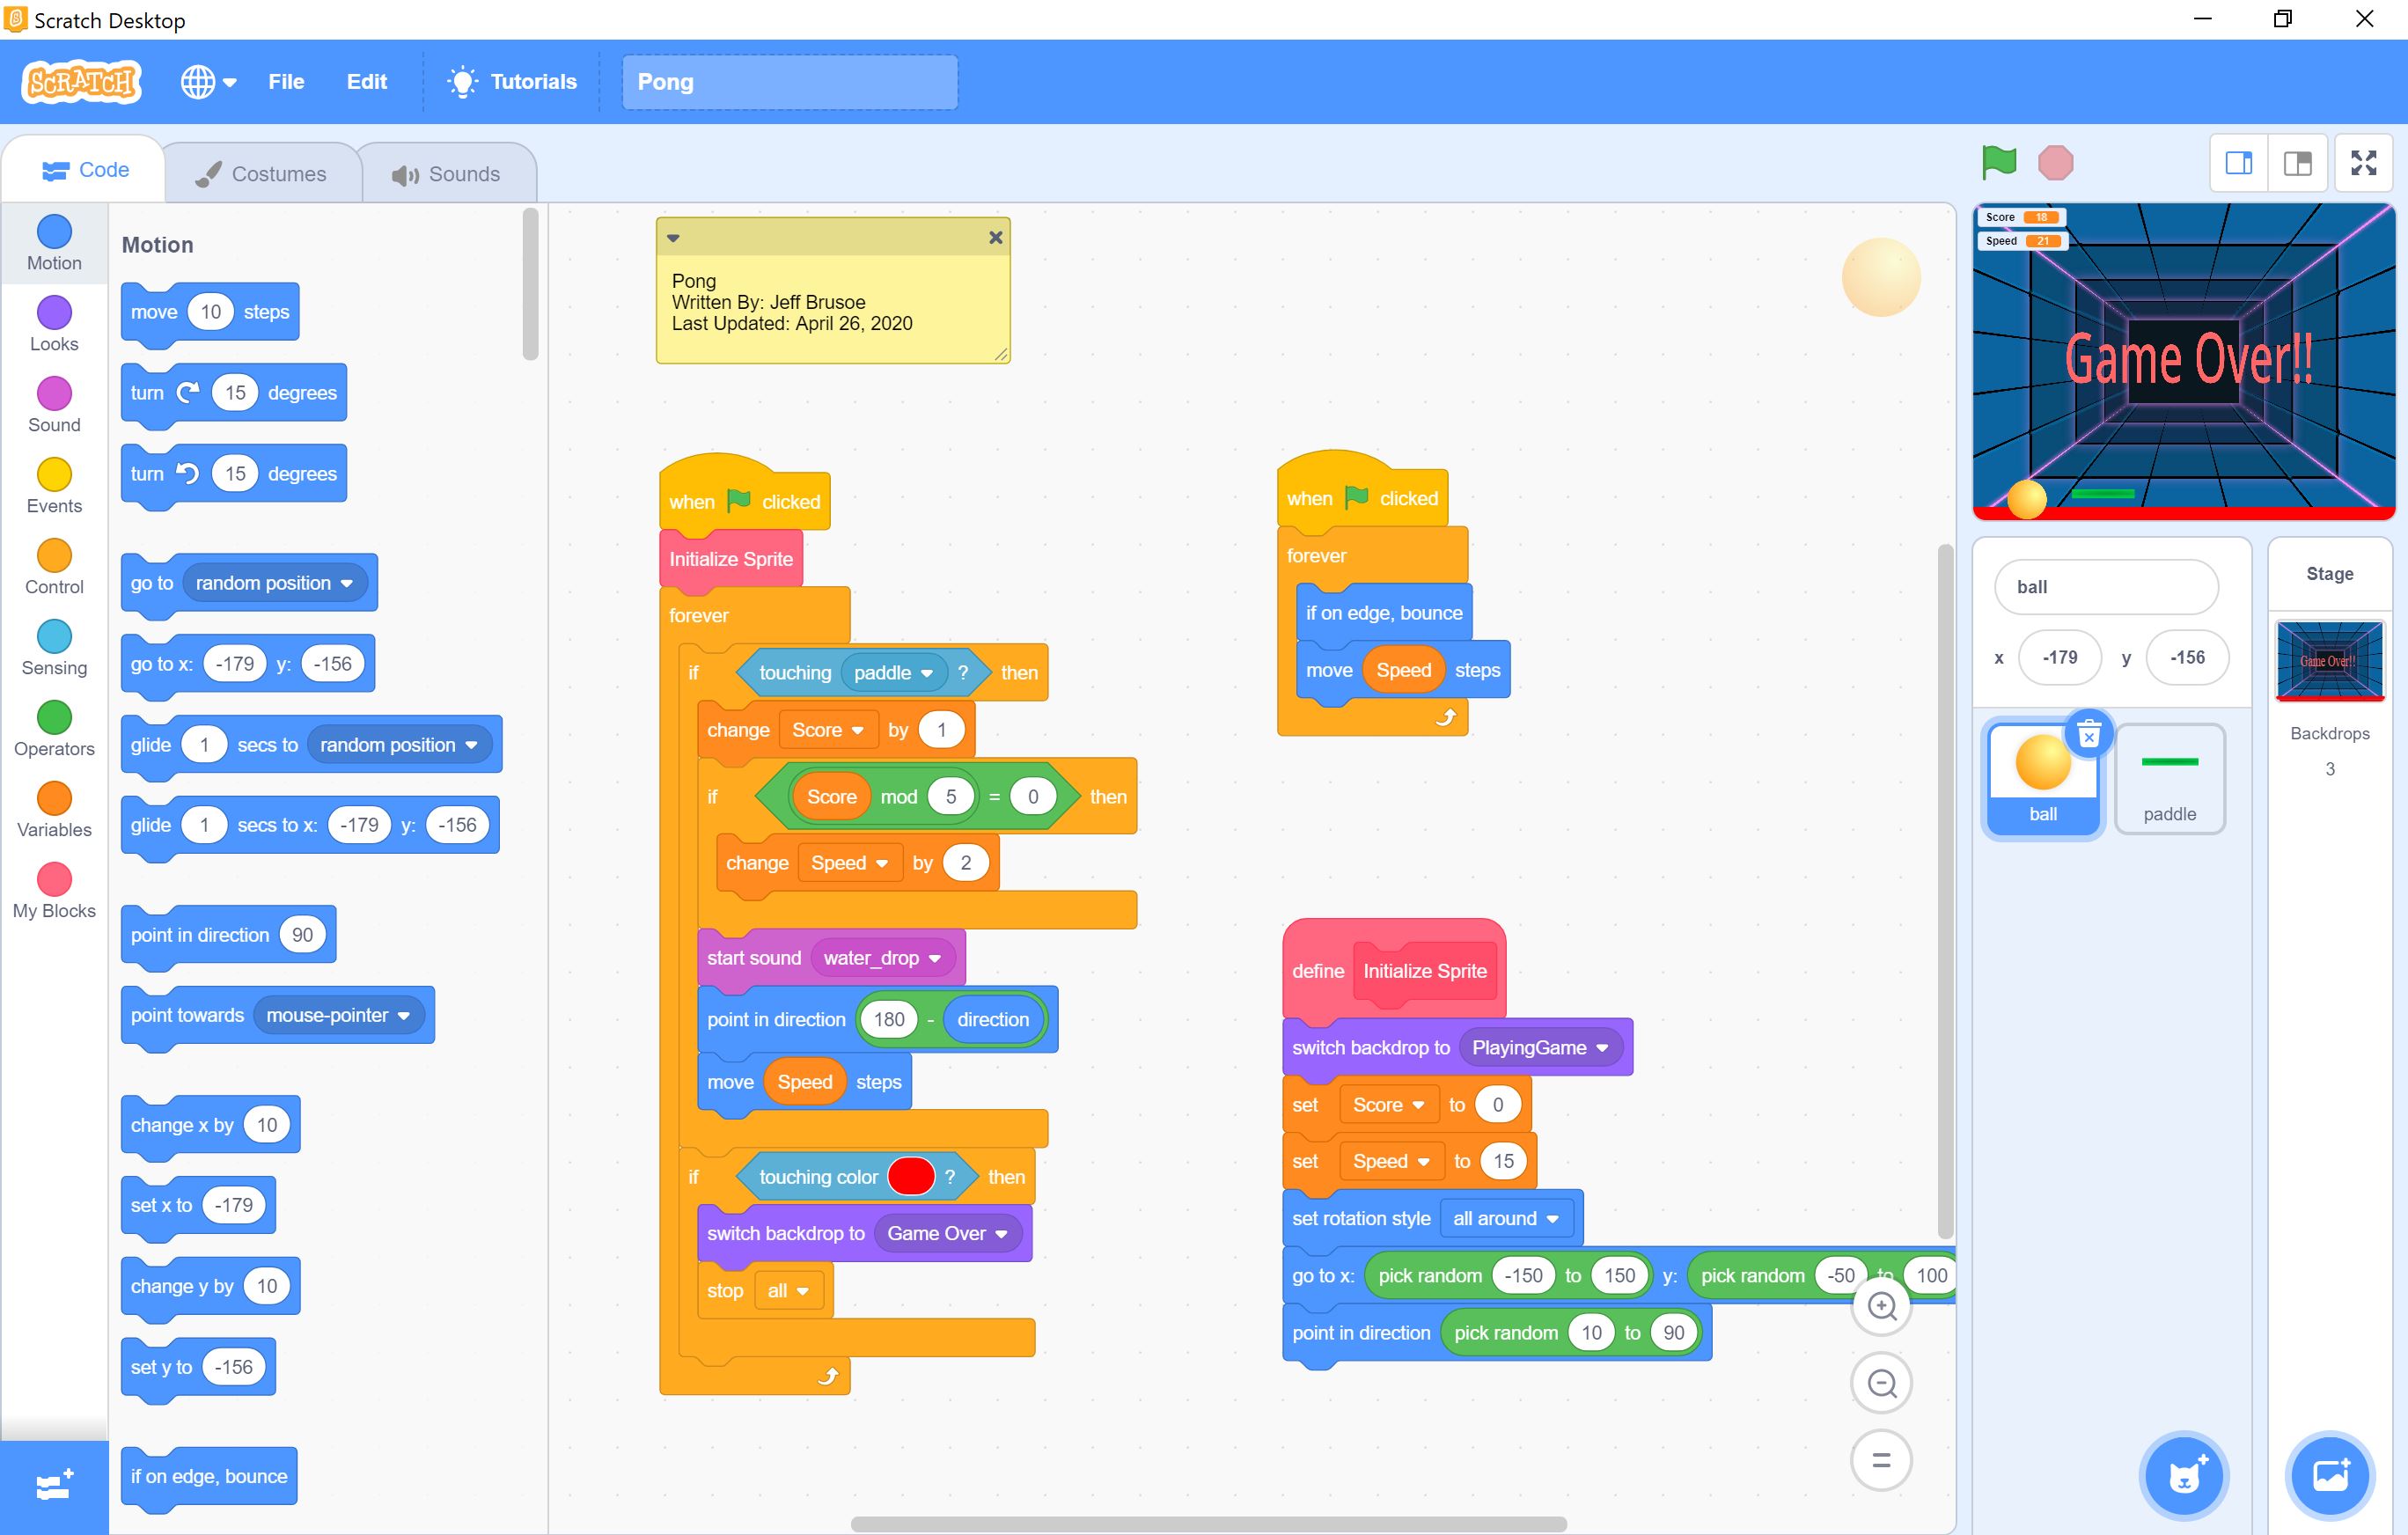 Scratch Desktop
SCRATCH
File
Edit
Tutorials
Pong
Code
Costumes
Sounds
Motion
Looks
Sound
Events
Control
Sensing
Operators
Variables
My Blocks
Motion
move 10 steps
turn 15 degrees
turn 15 degrees
go to random position
go to x: -179 y: -156
glide 1 secs to random position
glide 1 secs to x: -179 y: -156
point in direction 90
point towards mouse-pointer
change x by 10
set x to -179
change y by 10
set y to -156
if on edge, bounce
Pong
Written By: Jeff Brusoe
Last Updated: April 26, 2020
when clicked
Initialize Sprite
forever
if touching paddle ? then
change Score by 1
if Score mod 5 = 0 then
change Speed by 2
start sound water_drop
point in direction 180 - direction
move Speed steps
if touching color ? then
switch backdrop to Game Over
stop all
when clicked
forever
if on edge, bounce
move Speed steps
define Initialize Sprite
switch backdrop to PlayingGame
set Score to 0
set Speed to 15
set rotation style all around
go to x: pick random -150 to 150 y: pick random -50 to 100
point in direction pick random 10 to 90
Score 18
Speed 21
Game Over!!
ball
x -179 y -156
ball
paddle
Stage
Game Over!!
Backdrops
3